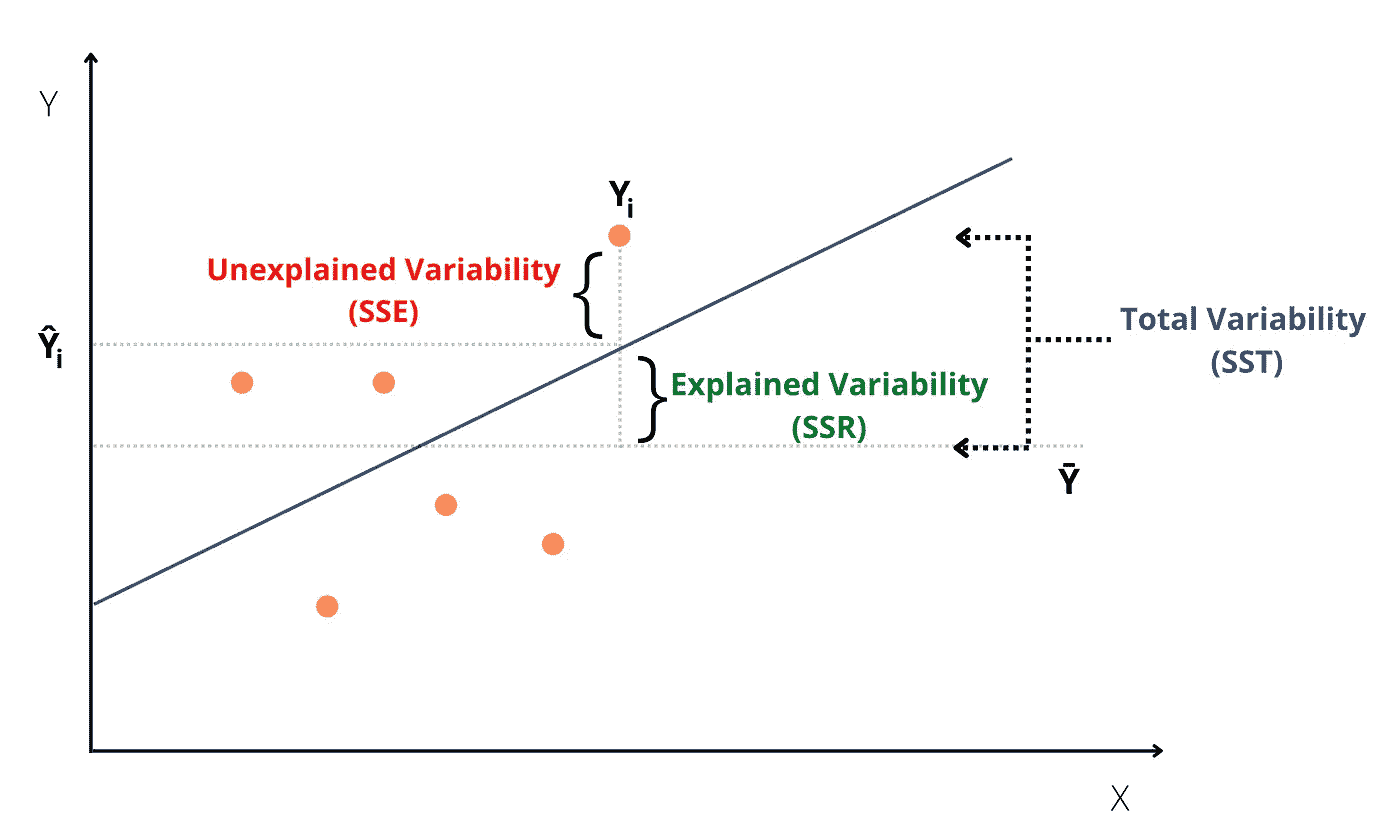 Y
Yᵢ
Unexplained Variability
(SSE)
Ŷᵢ
Total Variability
(SST)
Explained Variability
(SSR)
Ȳ
X